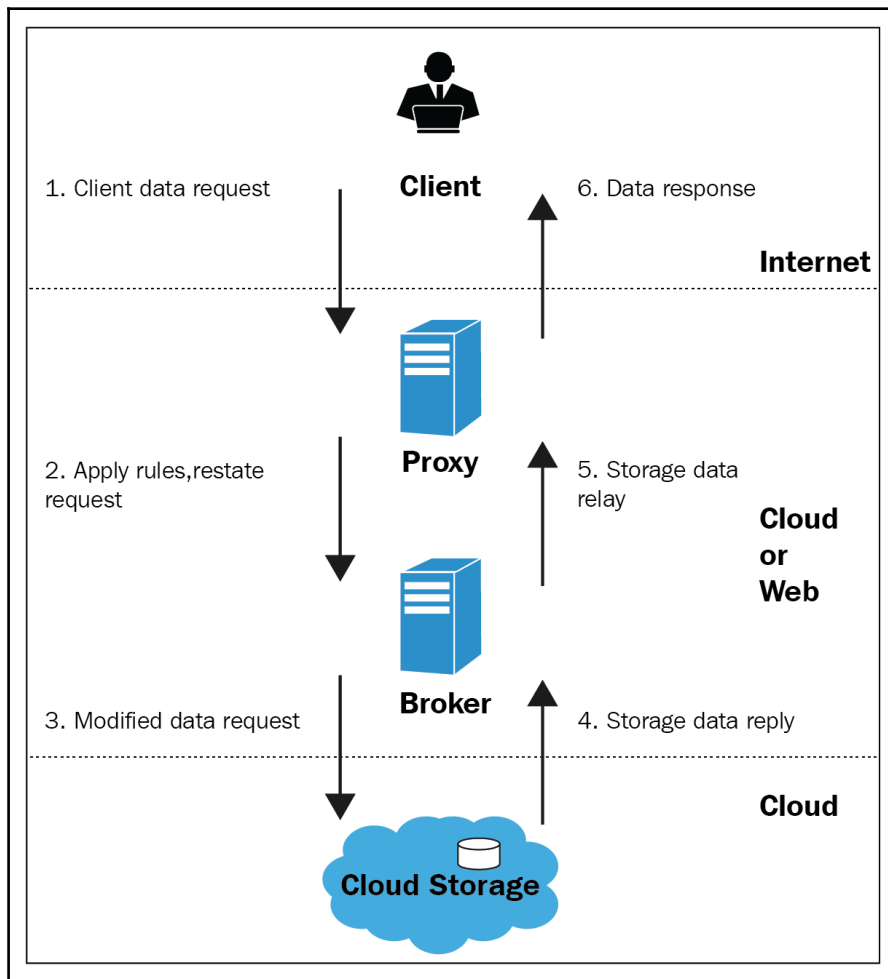 1. Client data request
Client
6. Data response
Internet
2. Apply rules,restate
request
Proxy
5. Storage data
relay
Cloud
or
Web
3. Modified data request
Broker
4. Storage data reply
Cloud
Cloud Storage